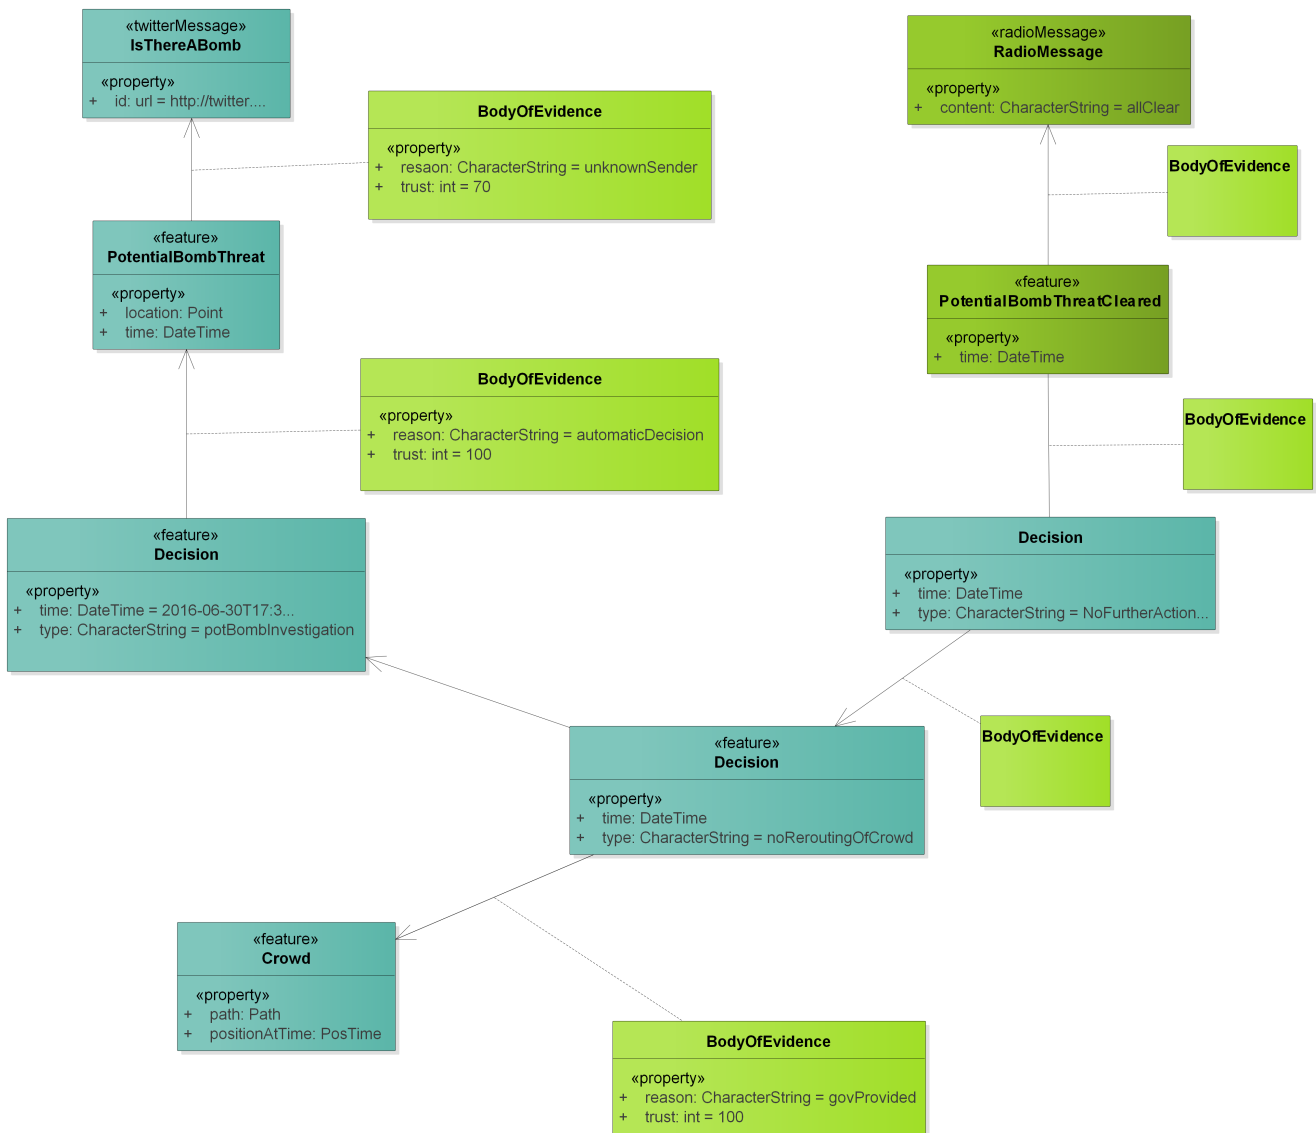 «twitterMessage»
IsThereABomb
«property»
+ id: url = http://twitter....
«radioMessage»
RadioMessage
«property»
+ content: CharacterString = allClear
BodyOfEvidence
«property»
+ resaon: CharacterString = unknownSender
+ trust: int = 70
BodyOfEvidence
«feature»
PotentialBombThreat
«property»
+ location: Point
+ time: DateTime
«feature»
PotentialBombThreatCleared
«property»
+ time: DateTime
BodyOfEvidence
«property»
+ reason: CharacterString = automaticDecision
+ trust: int = 100
BodyOfEvidence
«feature»
Decision
«property»
+ time: DateTime = 2016-06-30T17:3...
+ type: CharacterString = potBombInvestigation
Decision
«property»
+ time: DateTime
+ type: CharacterString = NoFurtherAction...
«feature»
Decision
«property»
+ time: DateTime
+ type: CharacterString = noReroutingOfCrowd
BodyOfEvidence
«feature»
Crowd
«property»
+ path: Path
+ positionAtTime: PosTime
BodyOfEvidence
«property»
+ reason: CharacterString = govProvided
+ trust: int = 100